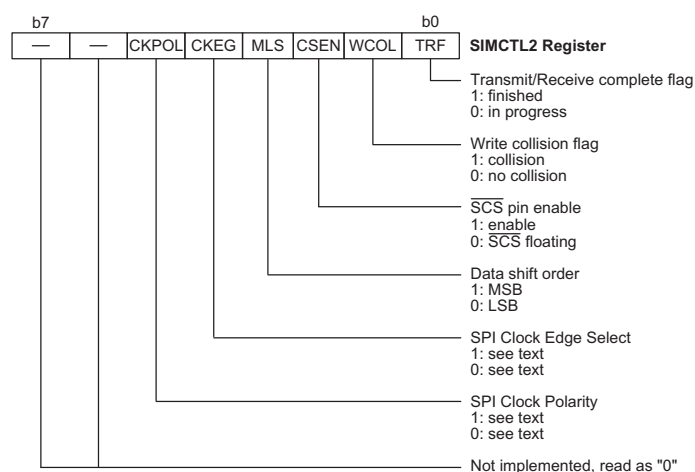 b7 b0
— — CKPOL CKEG MLS CSEN WCOL TRF SIMCTL2 Register
Transmit/Receive complete flag
1: finished
0: in progress
Write collision flag
1: collision
0: no collision
SCS pin enable
1: enable
0: SCS floating
Data shift order
1: MSB
0: LSB
SPI Clock Edge Select
1: see text
0: see text
SPI Clock Polarity
1: see text
0: see text
Not implemented, read as "0"